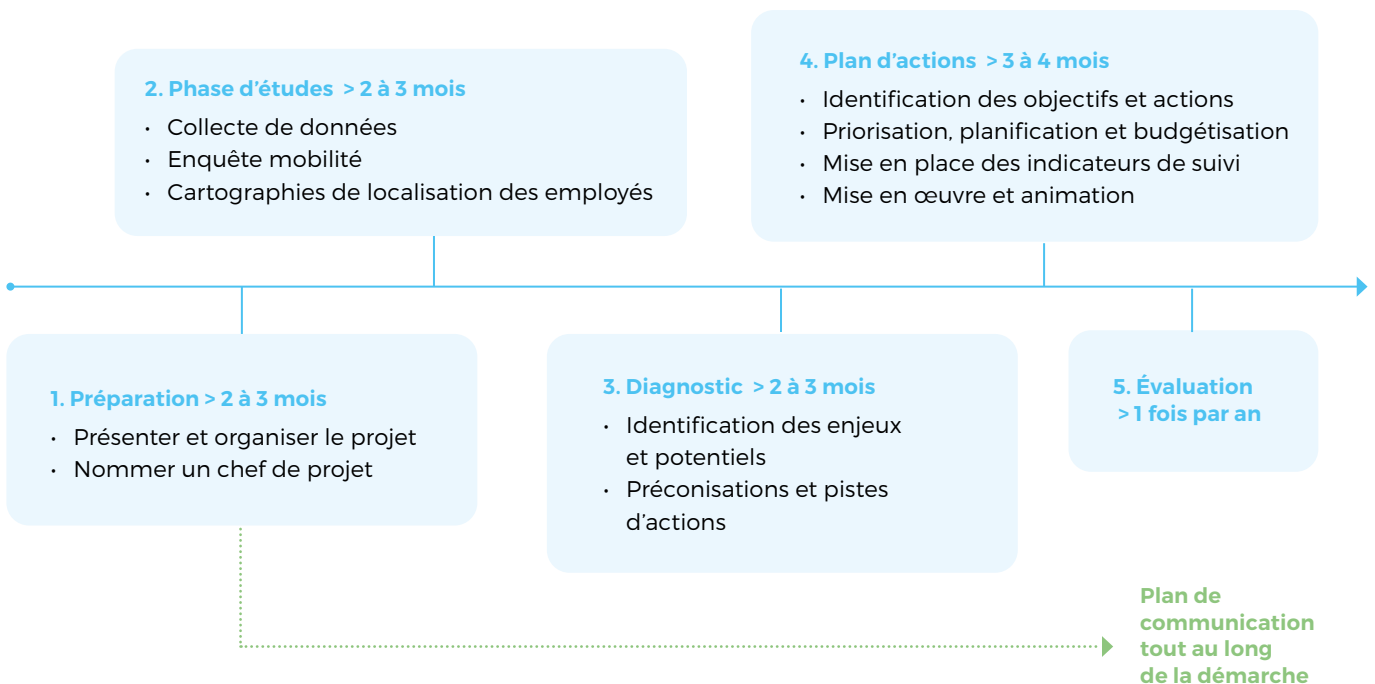 2. Phase d’études > 2 à 3 mois
• Collecte de données
• Enquête mobilité
• Cartographies de localisation des employés
4. Plan d’actions > 3 à 4 mois
• Identification des objectifs et actions
• Priorisation, planification et budgétisation
• Mise en place des indicateurs de suivi
• Mise en œuvre et animation
1. Préparation > 2 à 3 mois
• Présenter et organiser le projet
• Nommer un chef de projet
3. Diagnostic > 2 à 3 mois
• Identification des enjeux
et potentiels
• Préconisations et pistes
d’actions
5. Évaluation
> 1 fois par an
Plan de
communication
tout au long
de la démarche